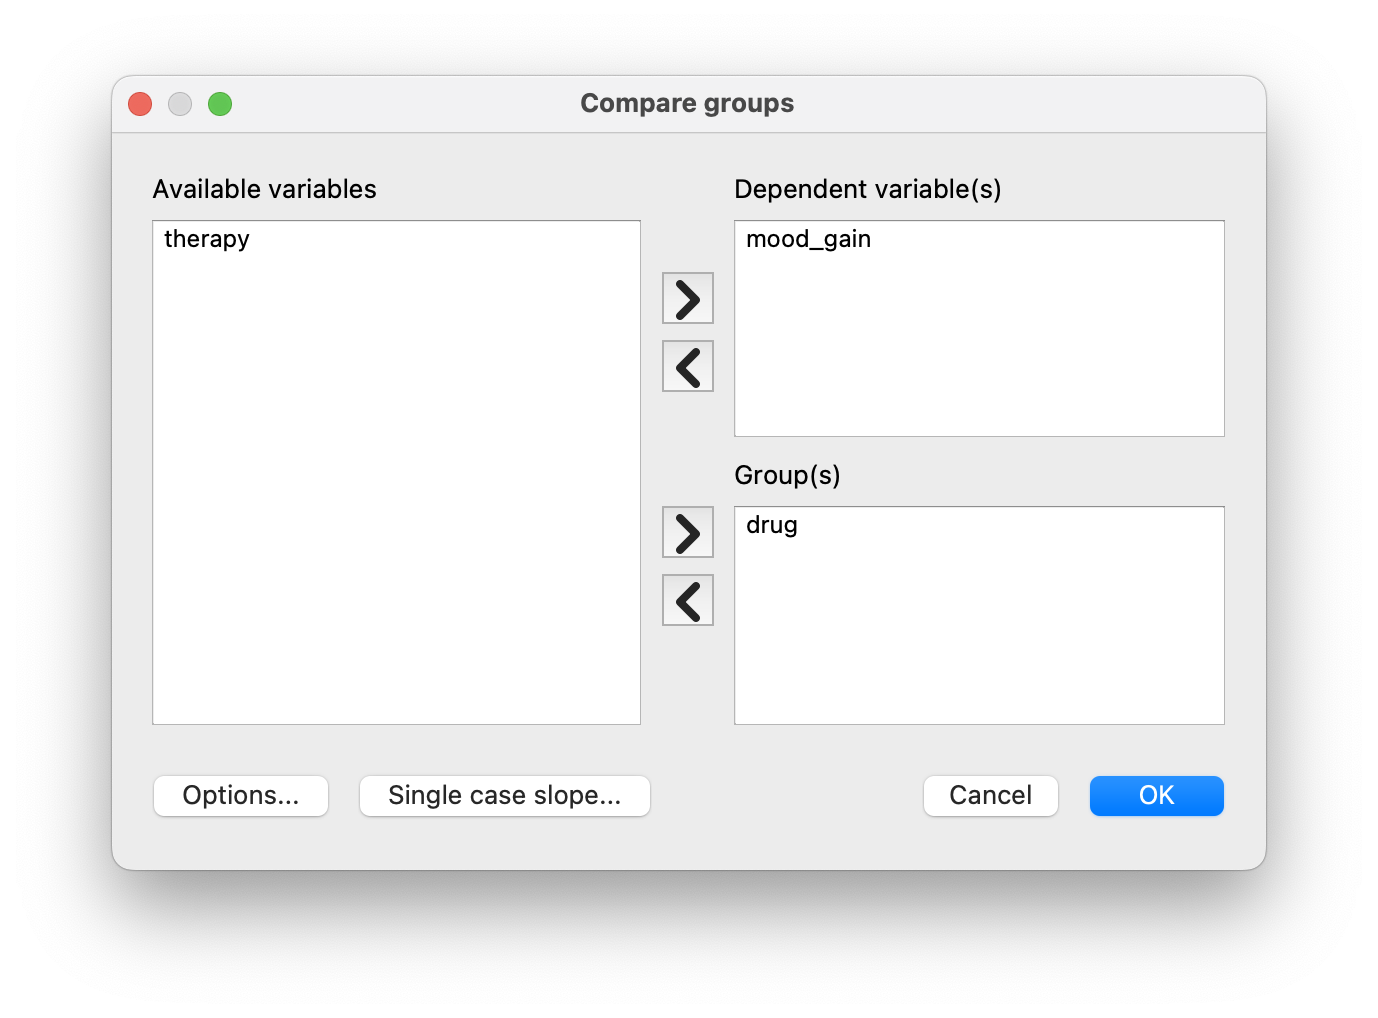 Compare groups
Available variables
therapy
Dependent variable(s)
mood_gain
Group(s)
drug
Options...
Single case slope...
Cancel
OK